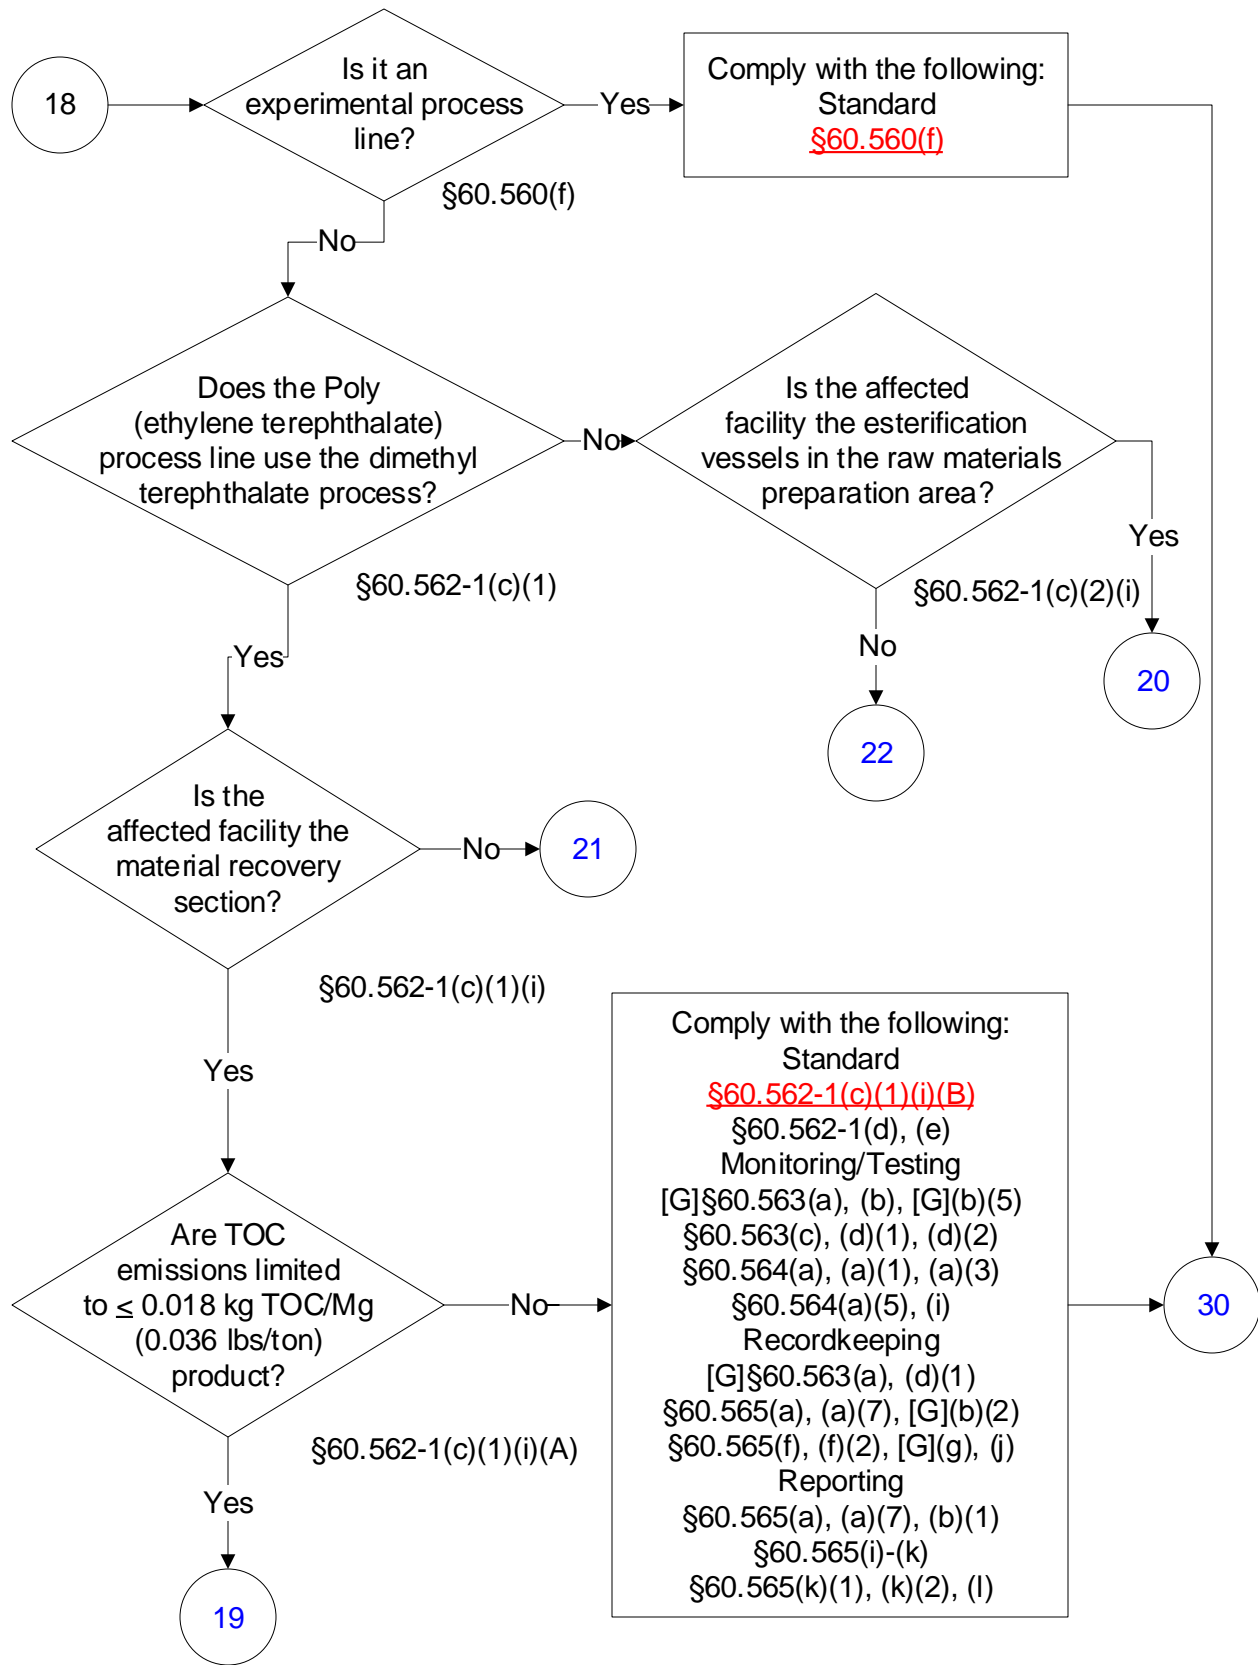 18
Is it an
experimental process
line?
§60.560(f)
Yes
Comply with the following:
Standard
§60.560(f)
No
Does the Poly
(ethylene terephthalate)
process line use the dimethyl
terephthalate process?
§60.562-1(c)(1)
No
Is the affected
facility the esterification
vessels in the raw materials
preparation area?
§60.562-1(c)(2)(i)
Yes
20
No
22
Yes
Is the
affected facility the
material recovery
section?
§60.562-1(c)(1)(i)
No
21
Yes
Are TOC
emissions limited
to ≤ 0.018 kg TOC/Mg
(0.036 lbs/ton)
product?
§60.562-1(c)(1)(i)(A)
No
Comply with the following:
Standard
§60.562-1(c)(1)(i)(B)
§60.562-1(d), (e)
Monitoring/Testing
[G]§60.563(a), (b), [G](b)(5)
§60.563(c), (d)(1), (d)(2)
§60.564(a), (a)(1), (a)(3)
§60.564(a)(5), (i)
Recordkeeping
[G]§60.563(a), (d)(1)
§60.565(a), (a)(7), [G](b)(2)
§60.565(f), (f)(2), [G](g), (j)
Reporting
§60.565(a), (a)(7), (b)(1)
§60.565(i)-(k)
§60.565(k)(1), (k)(2), (l)
30
Yes
19